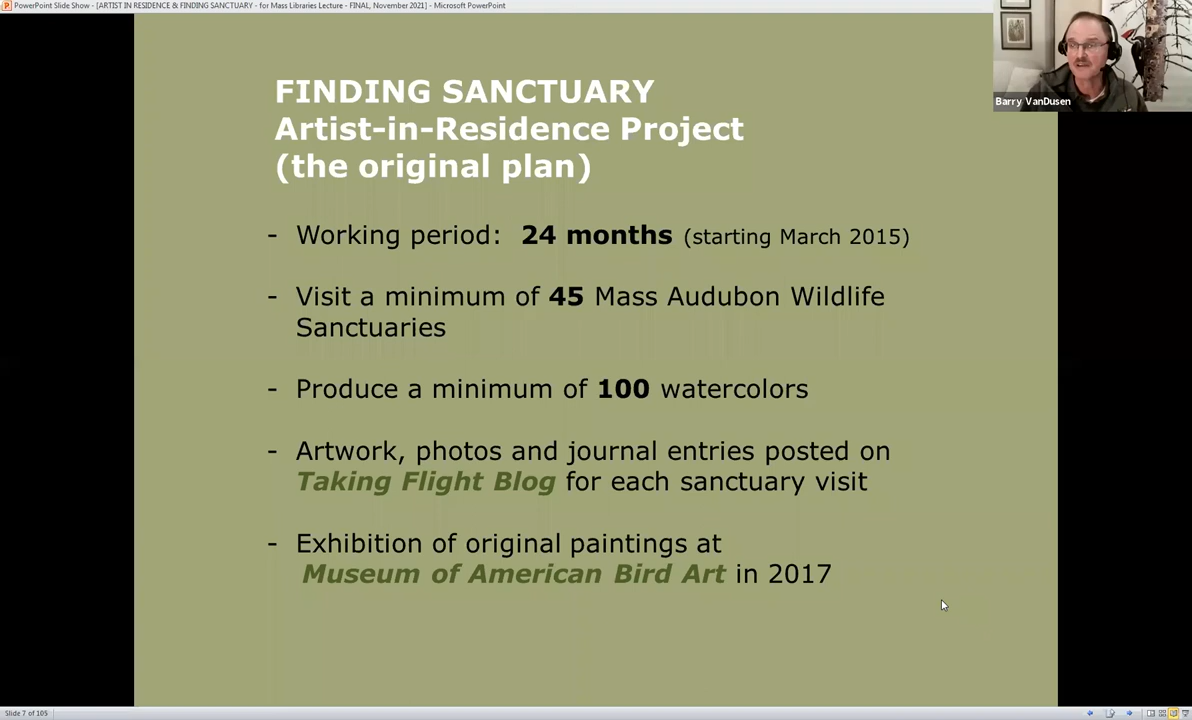 PowerPoint Slide Show - [ARTIST IN RESIDENCE & FINDING SANCTUARY - for Mass Libraries Lecture - FINAL, November 2021] - Microsoft PowerPoint
Barry VanDusen
FINDING SANCTUARY
Artist-in-Residence Project
(the original plan)
- Working period: 24 months (starting March 2015)
- Visit a minimum of 45 Mass Audubon Wildlife
Sanctuaries
- Produce a minimum of 100 watercolors
- Artwork, photos and journal entries posted on
Taking Flight Blog for each sanctuary visit
- Exhibition of original paintings at
Museum of American Bird Art in 2017
Slide 7 of 105